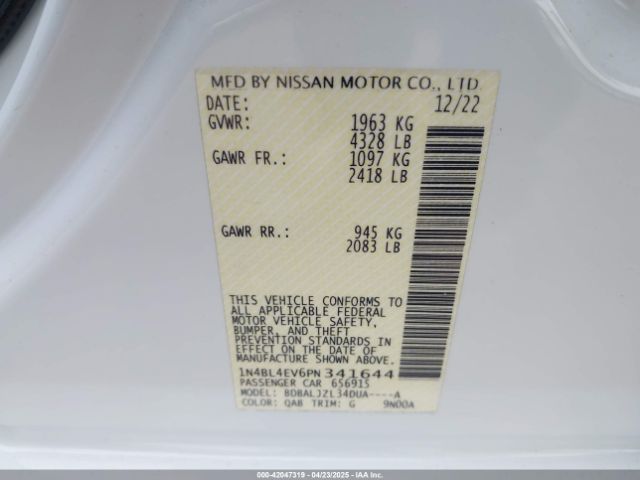 MFD BY NISSAN MOTOR CO., LTD.
DATE: 12/22
GVWR: 1963 KG
4328 LB
GAWR FR.: 1097 KG
2418 LB
GAWR RR.: 945 KG
2083 LB
THIS VEHICLE CONFORMS TO
ALL APPLICABLE FEDERAL
MOTOR VEHICLE SAFETY,
BUMPER, AND THEFT
PREVENTION STANDARDS IN
EFFECT ON THE DATE OF
MANUFACTURE SHOWN ABOVE.
1N4BL4EV6PN341644
PASSENGER CAR 656915
MODEL: BDBALJZL34DUA----A
COLOR: QAB TRIM: G 9N00A
000-42047319 - 04/23/2025 - IAAI.COM